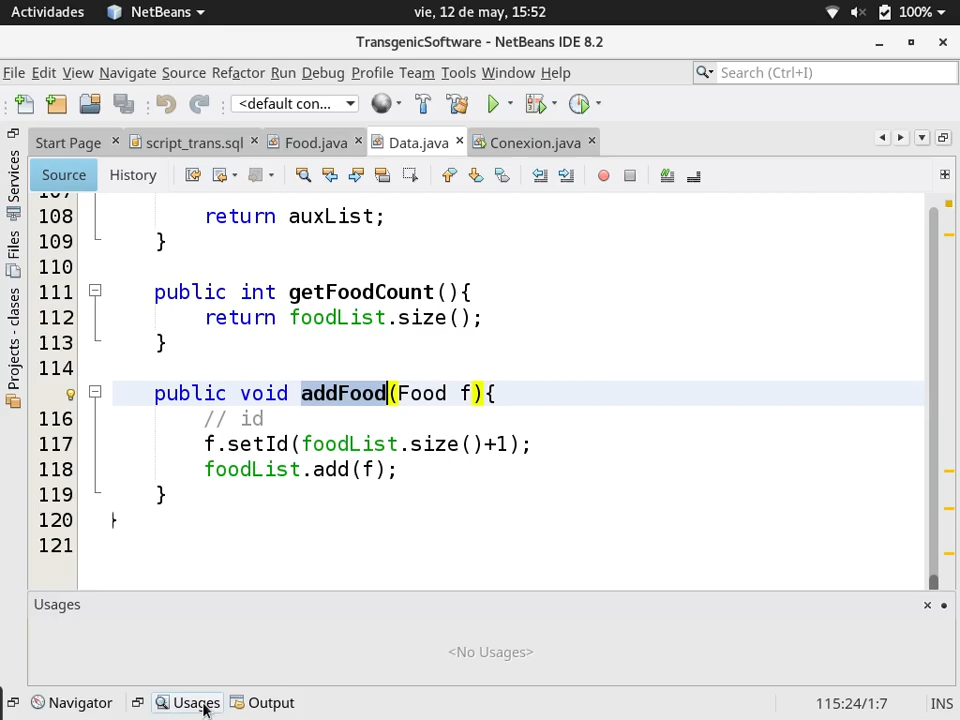 Actividades NetBeans vie, 12 de may, 15:52 100%
TransgenicSoftware - NetBeans IDE 8.2
File Edit View Navigate Source Refactor Run Debug Profile Team Tools Window Help Search (Ctrl+I)
<default con...
Start Page script_trans.sql Food.java Data.java Conexion.java
Source History
Services
Files
Projects - clases
107
108 return auxList;
109 }
110
111 public int getFoodCount(){
112 return foodList.size();
113 }
114
public void addFood(Food f){
116 // id
117 f.setId(foodList.size()+1);
118 foodList.add(f);
119 }
120 }
121
Usages
<No Usages>
Navigator Usages Output 115:24/1:7 INS